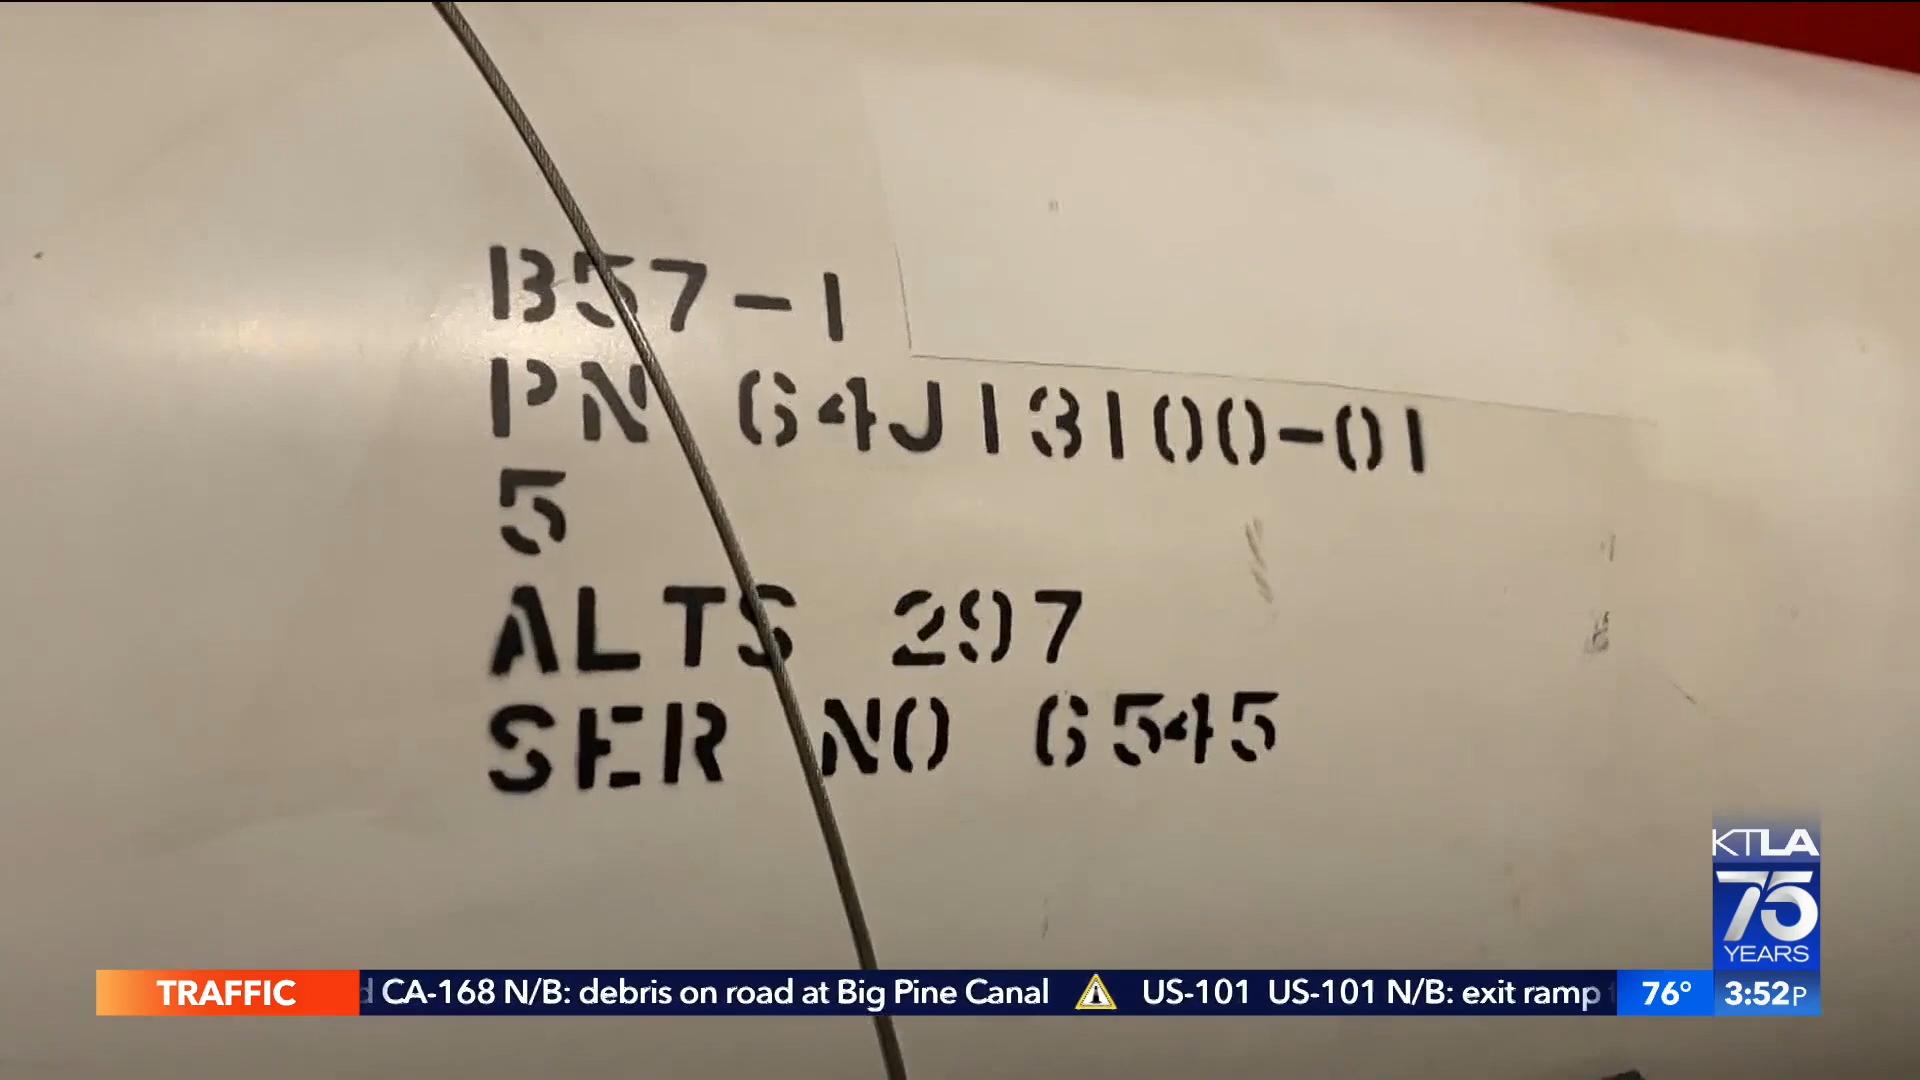 B57-1
PN 64J13100-01
5
ALTS 297
SER NO 6545
KTLA
75
YEARS
TRAFFIC
CA-168 N/B: debris on road at Big Pine Canal
US-101 US-101 N/B: exit ramp
76°
3:52P